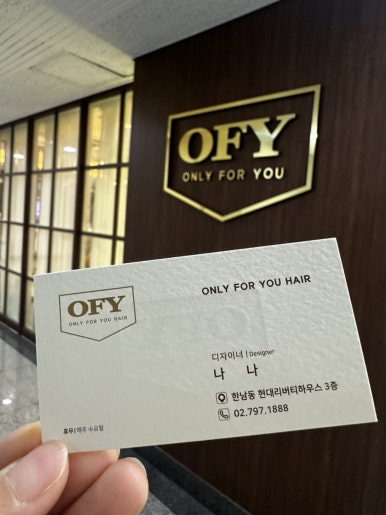 OFY
ONLY FOR YOU
OFY
ONLY FOR YOU HAIR
ONLY FOR YOU HAIR
디자이너 | Designer
나 나
한남동 현대리버티하우스 3층
02.797.1888
휴무| 매주 수요일